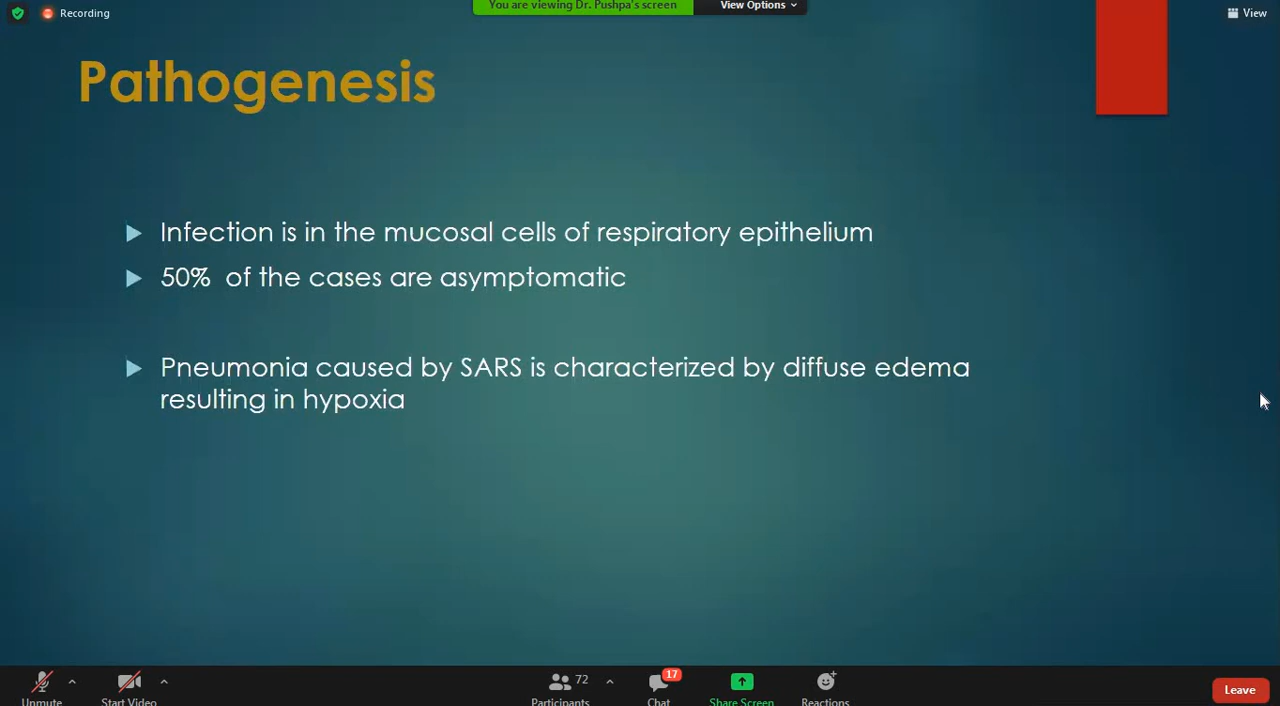 Recording
You are viewing Dr. Pushpa's screen
View Options
View
Pathogenesis
Infection is in the mucosal cells of respiratory epithelium
50% of the cases are asymptomatic
Pneumonia caused by SARS is characterized by diffuse edema
resulting in hypoxia
Unmute
Start Video
72
Participants
17
Chat
Share Screen
Reactions
Leave